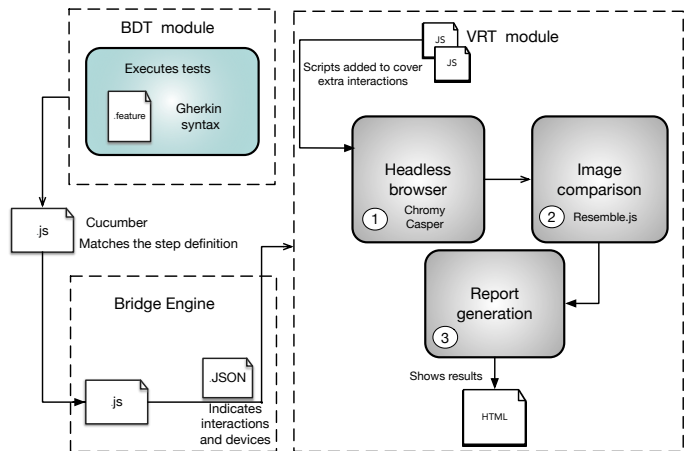 BDT module
Executes tests
.feature
Gherkin
syntax
.js
Cucumber
Matches the step definition
Bridge Engine
.js
.JSON
Indicates
interactions
and devices
VRT module
JS
JS
Scripts added to cover
extra interactions
Headless
browser
1
Chromy
Casper
Image
comparison
2
Resemble.js
Report
generation
3
Shows results
HTML